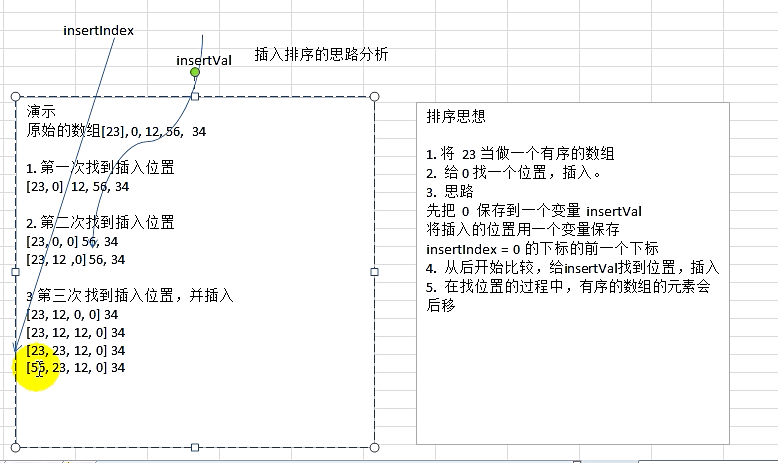 insertIndex
insertVal
插入排序的思路分析
演示
原始的数组[23], 0, 12, 56, 34
1. 第一次找到插入位置
[23, 0] 12, 56, 34
2. 第二次找到插入位置
[23, 0, 0] 56, 34
[23, 12 ,0] 56, 34
3 第三次找到插入位置，并插入
[23, 12, 0, 0] 34
[23, 12, 12, 0] 34
[23, 23, 12, 0] 34
[56, 23, 12, 0] 34
排序思想
1. 将 23 当做一个有序的数组
2. 给0 找一个位置，插入。
3. 思路
先把 0 保存到一个变量 insertVal
将插入的位置用一个变量保存
insertIndex = 0 的下标的前一个下标
4. 从后开始比较，给insertVal找到位置，插入
5. 在找位置的过程中，有序的数组的元素会
后移